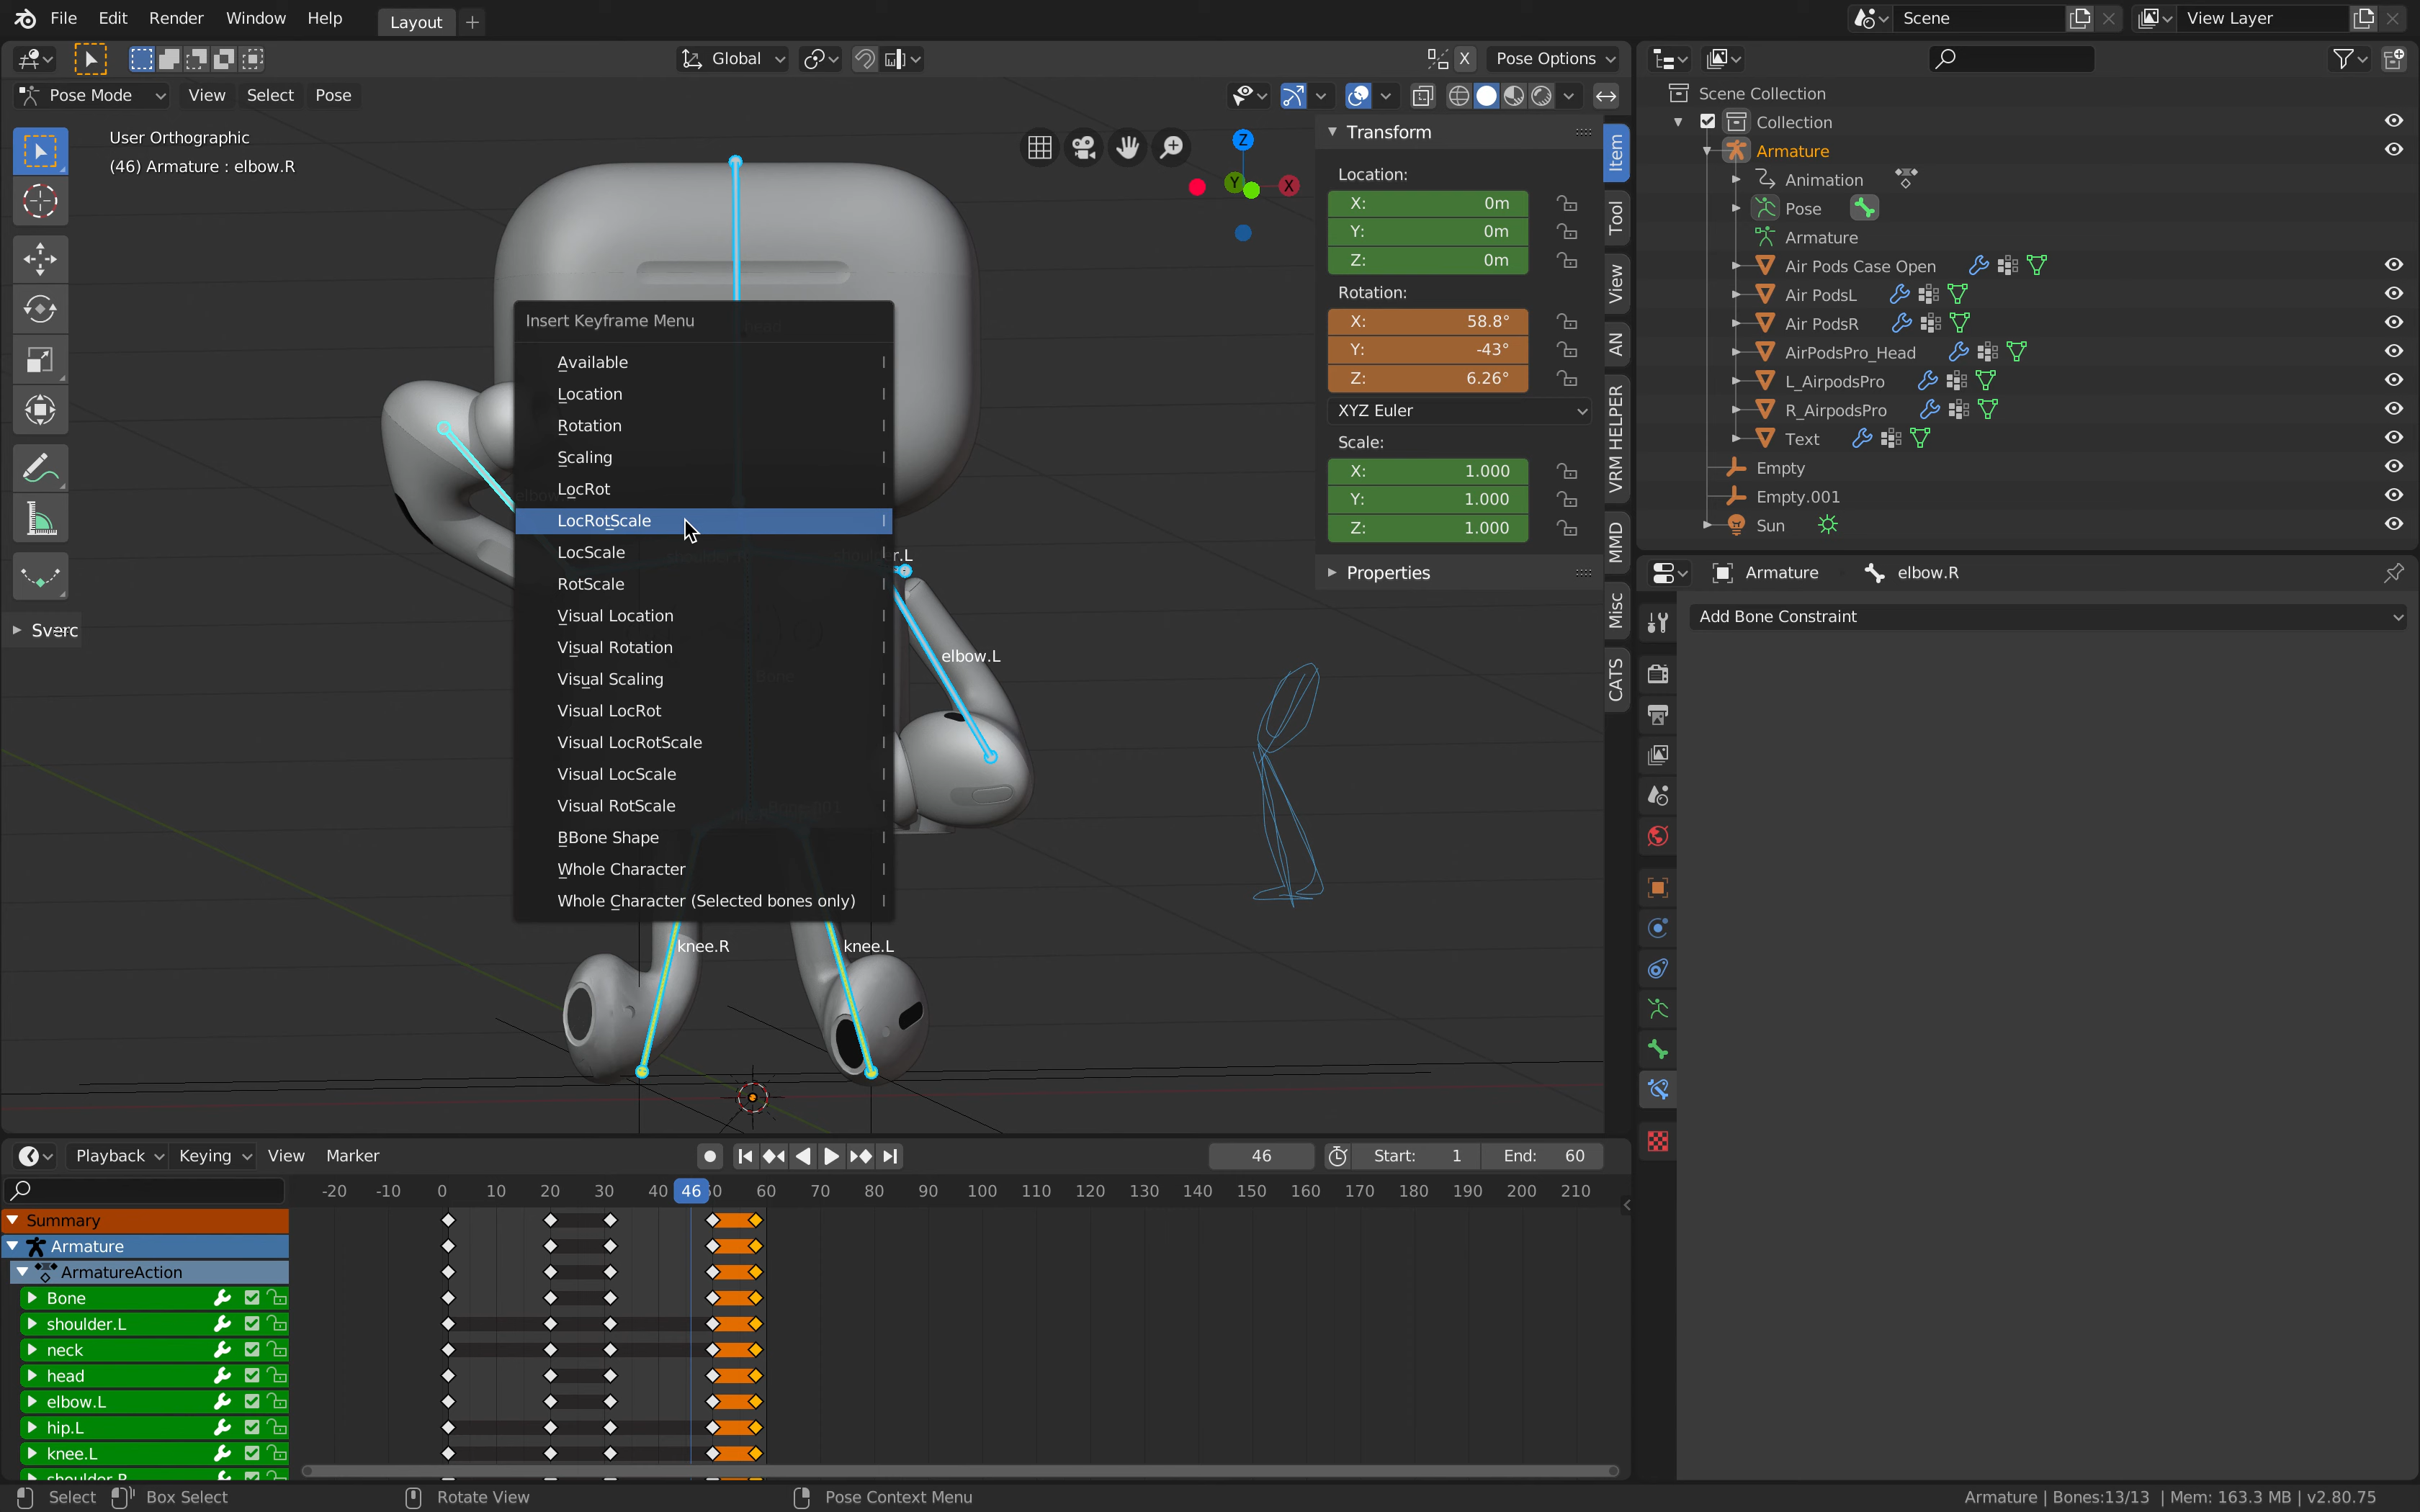 File Edit Render Window Help Layout + Scene View Layer
Global X Pose Options
Pose Mode View Select Pose
User Orthographic
(46) Armature : elbow.R
Z
Y
X
Transform
Location:
X: 0m
Y: 0m
Z: 0m
Rotation:
X: 58.8°
Y: -43°
Z: 6.26°
XYZ Euler
Scale:
X: 1.000
Y: 1.000
Z: 1.000
Properties
Item
Tool
View
AN
VRM HELPER
MMD
Misc
CATS
Insert Keyframe Menu
Available I
Location I
Rotation I
Scaling I
LocRot I
LocRotScale I
LocScale I
RotScale I
Visual Location I
Visual Rotation I
Visual Scaling I
Visual LocRot I
Visual LocRotScale I
Visual LocScale I
Visual RotScale I
BBone Shape I
Whole Character I
Whole Character (Selected bones only) I
r.L
elbow.L
Bone
knee.R
knee.L
Scene Collection
Collection
Armature
Animation
Pose
Armature
Air Pods Case Open
Air PodsL
Air PodsR
AirPodsPro_Head
L_AirpodsPro
R_AirpodsPro
Text
Empty
Empty.001
Sun
Armature elbow.R
Add Bone Constraint
Playback Keying View Marker 46 Start: 1 End: 60
-20 -10 0 10 20 30 40 46 60 70 80 90 100 110 120 130 140 150 160 170 180 190 200 210
Summary
Armature
ArmatureAction
Bone
shoulder.L
neck
head
elbow.L
hip.L
knee.L
shoulder.R
Select Box Select Rotate View Pose Context Menu Armature | Bones:13/13 | Mem: 163.3 MB | v2.80.75